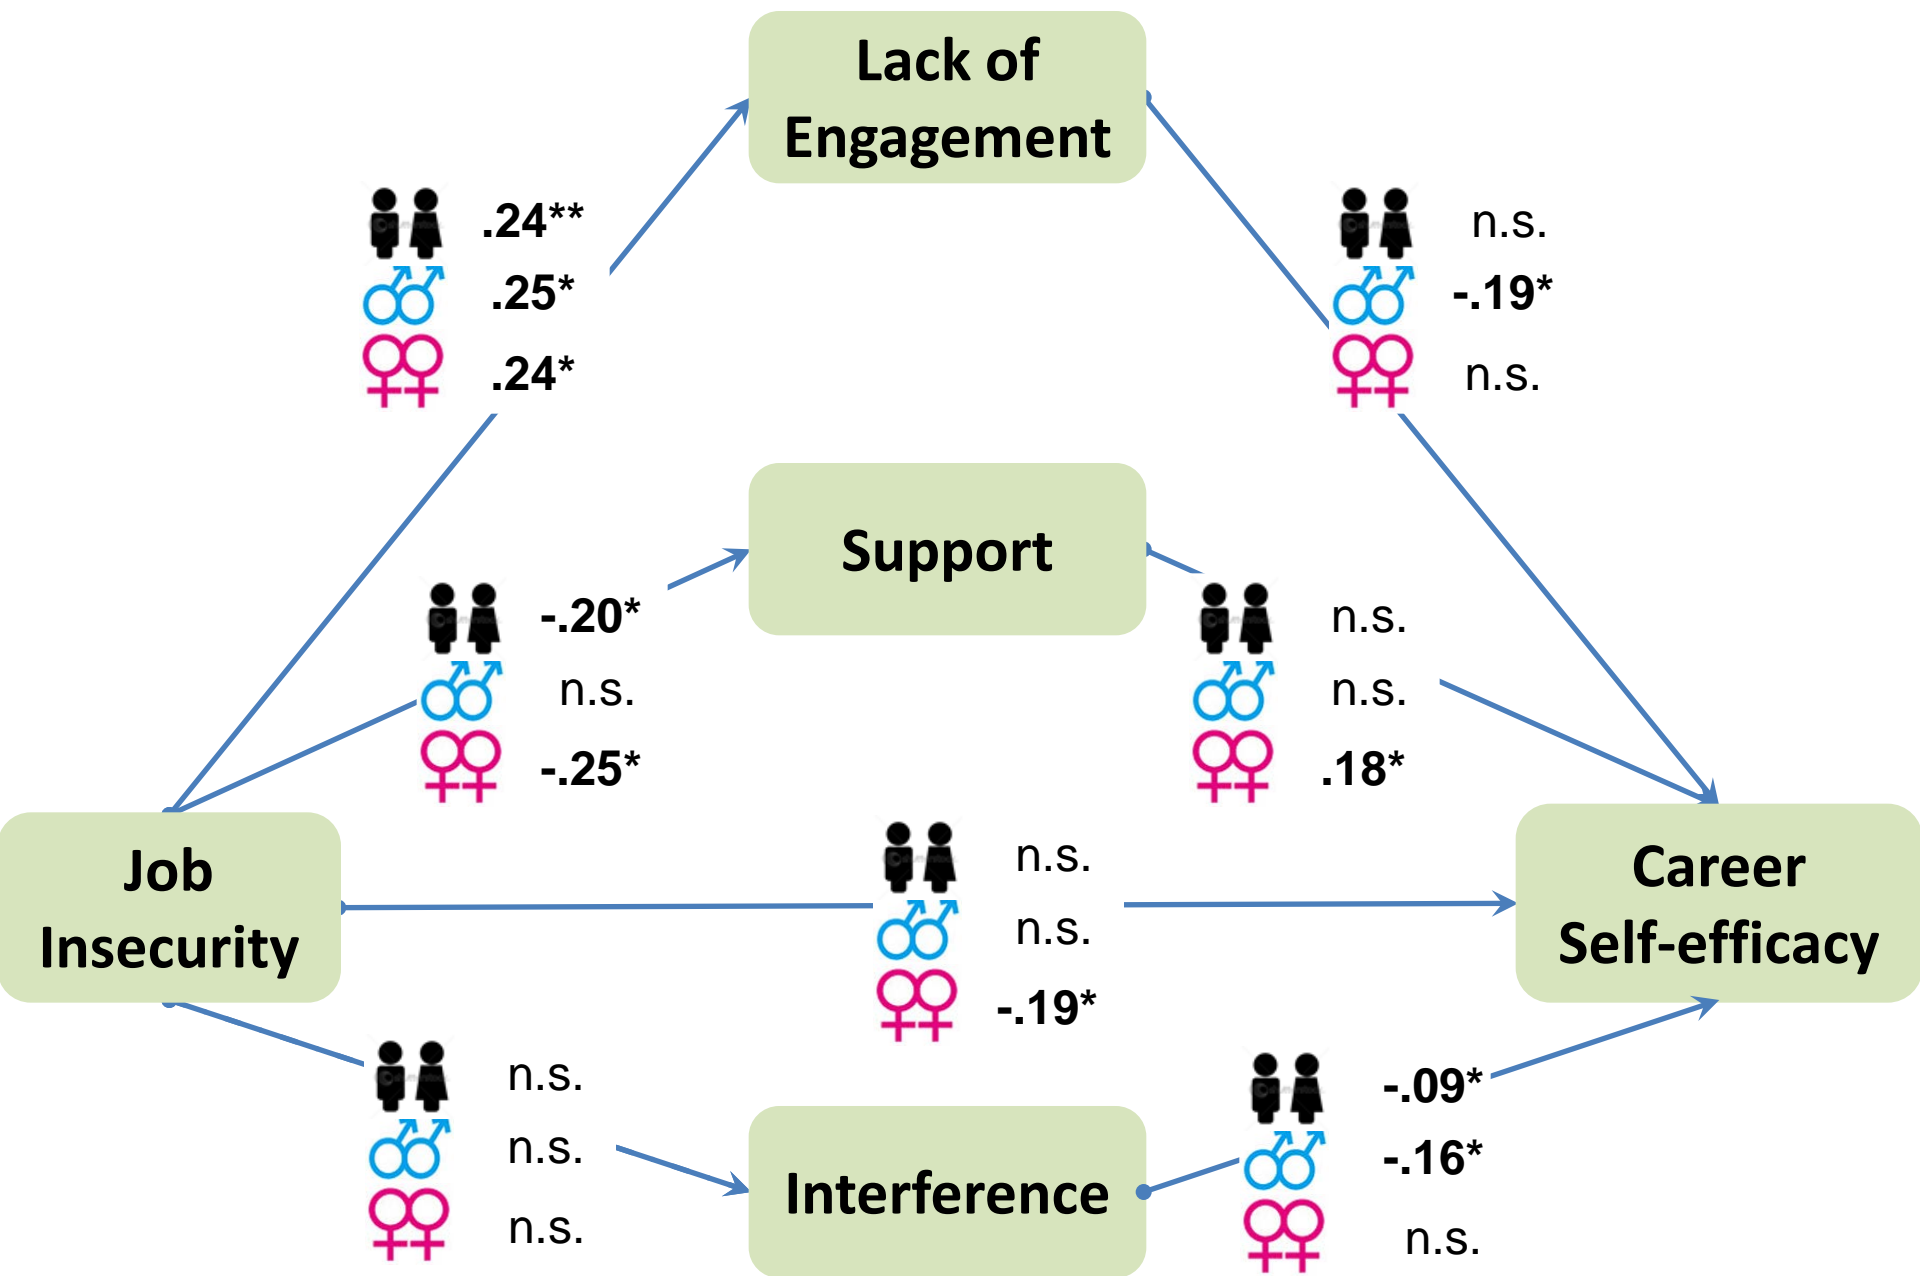 Lack of
Engagement
.24**
.25*
.24*
n.s.
-.19*
n.s.
Support
-.20*
n.s.
-.25*
n.s.
n.s.
.18*
Job
Insecurity
n.s.
n.s.
-.19*
Career
Self-efficacy
n.s.
n.s.
n.s.
Interference
-.09*
-.16*
n.s.